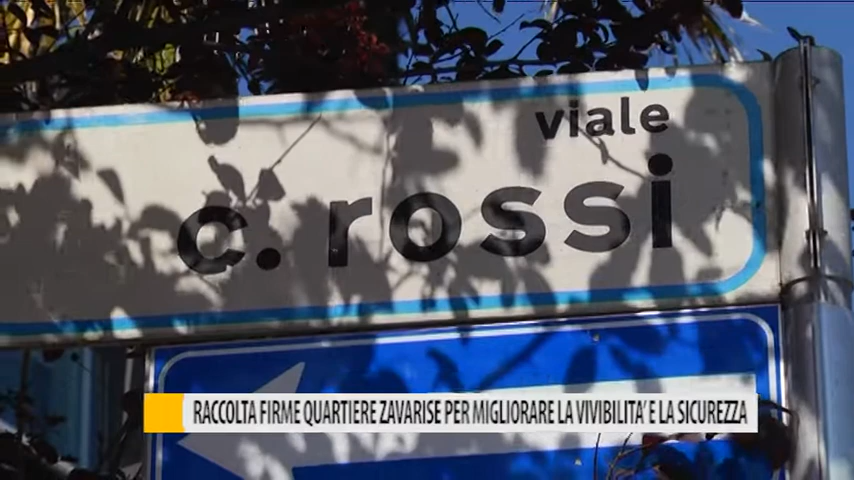 viale
c. rossi
RACCOLTA FIRME QUARTIERE ZAVARISE PER MIGLIORARE LA VIVIBILITA' E LA SICUREZZA